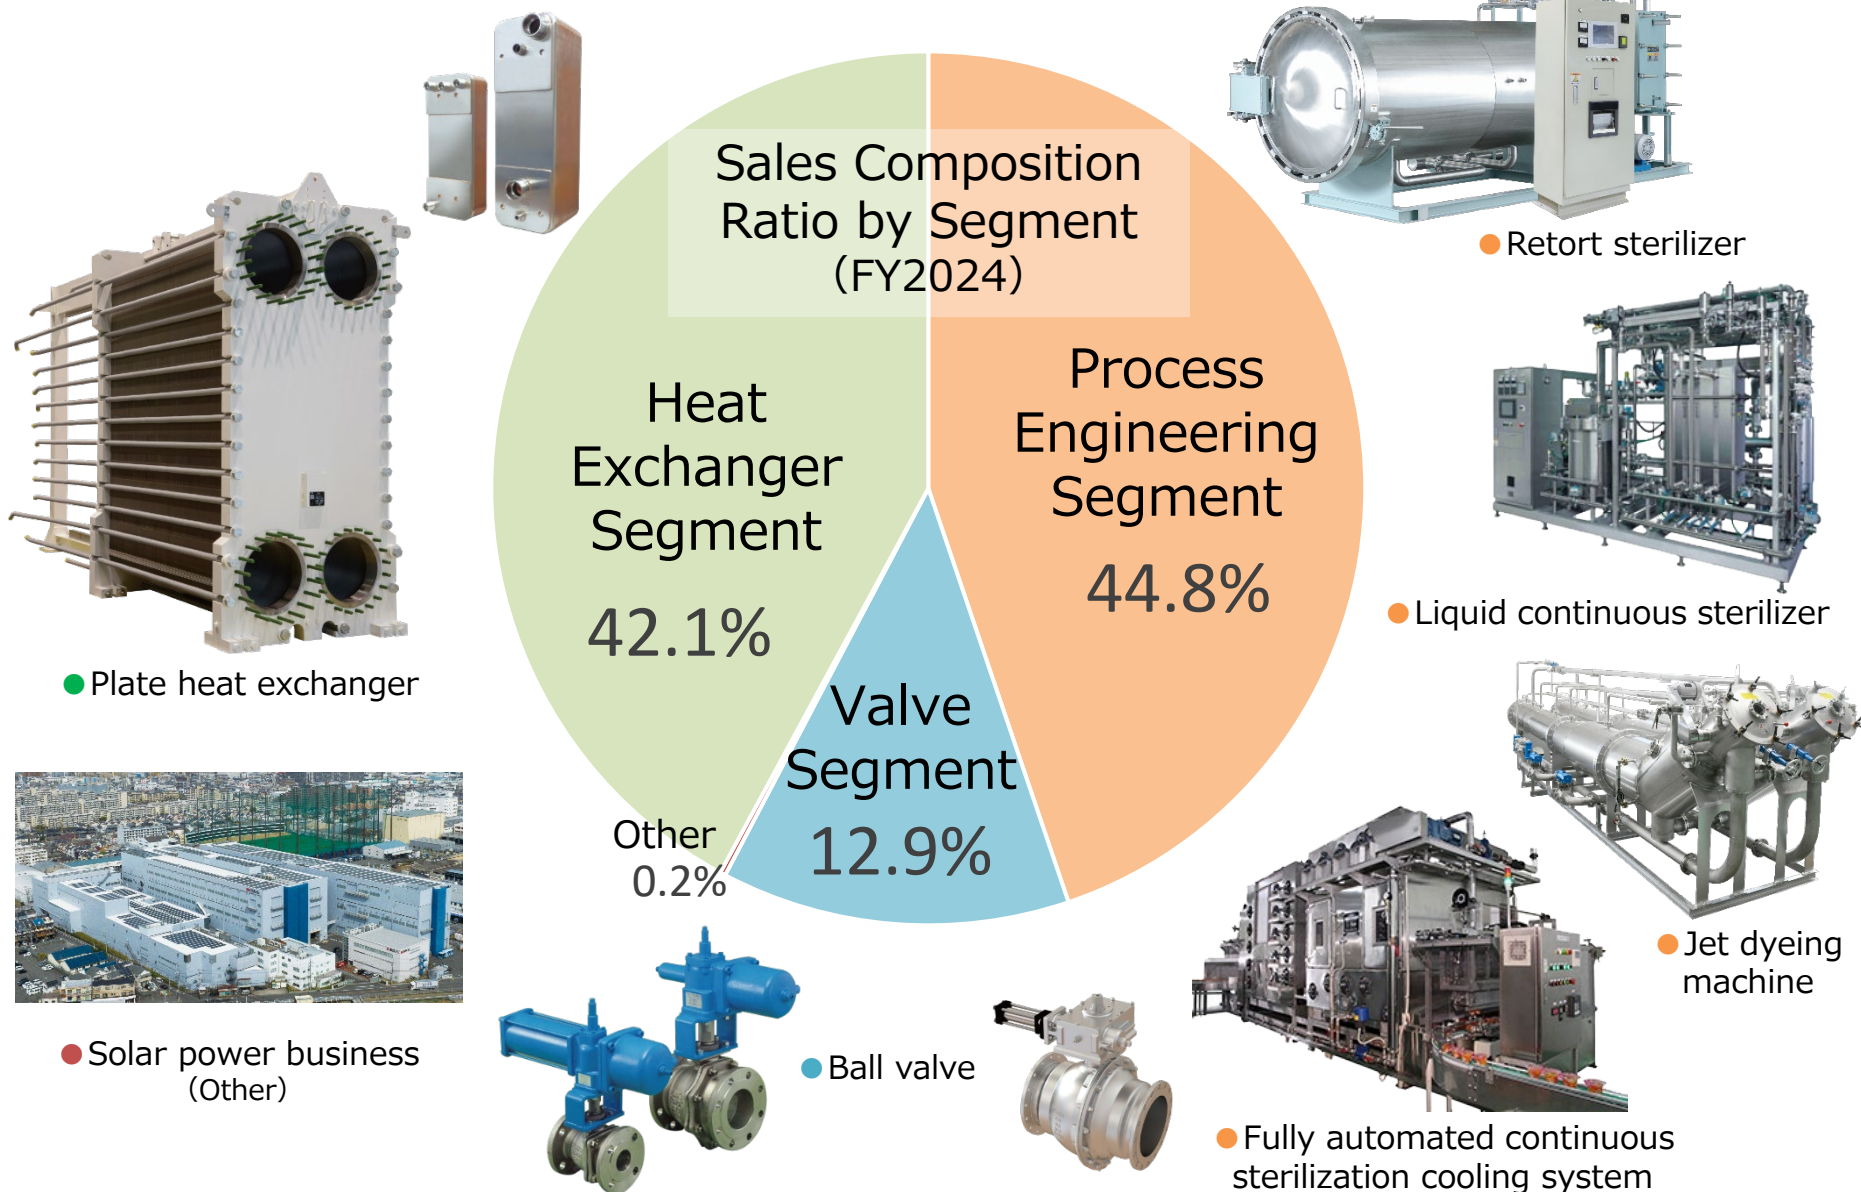 Sales Composition
Ratio by Segment
(FY2024)
Heat
Exchanger
Segment
42.1%
Process
Engineering
Segment
44.8%
Valve
Segment
12.9%
Other
0.2%
● Plate heat exchanger
● Solar power business
(Other)
● Ball valve
● Retort sterilizer
● Liquid continuous sterilizer
● Jet dyeing
machine
● Fully automated continuous
sterilization cooling system